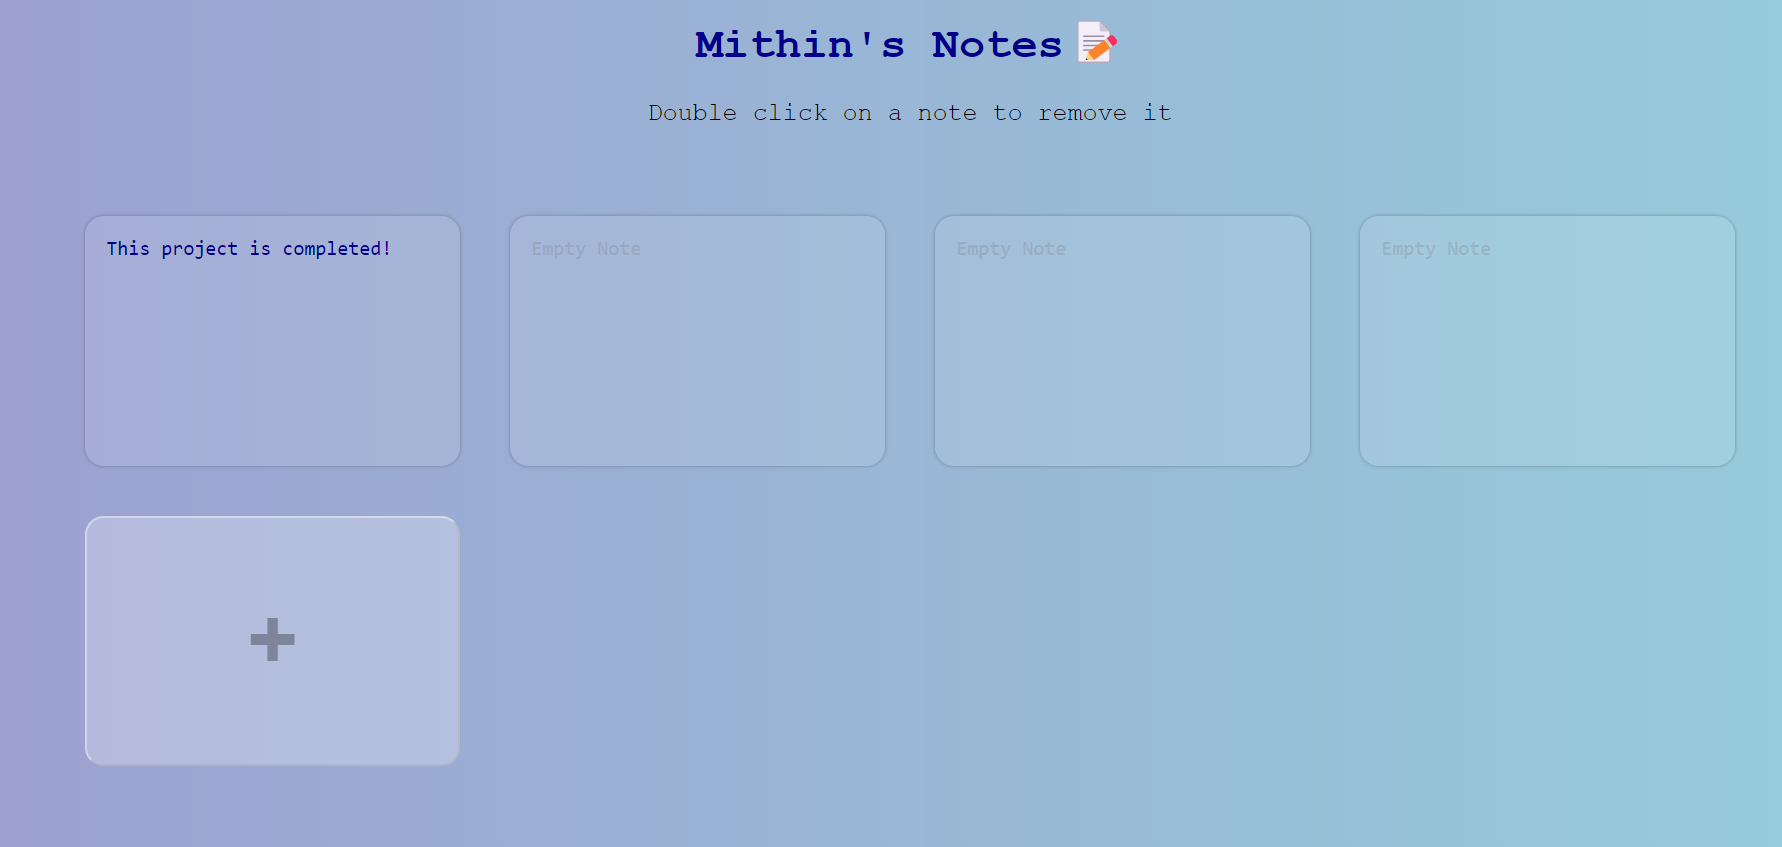 Mithin's Notes
Double click on a note to remove it
This project is completed!
Empty Note
Empty Note
Empty Note
+